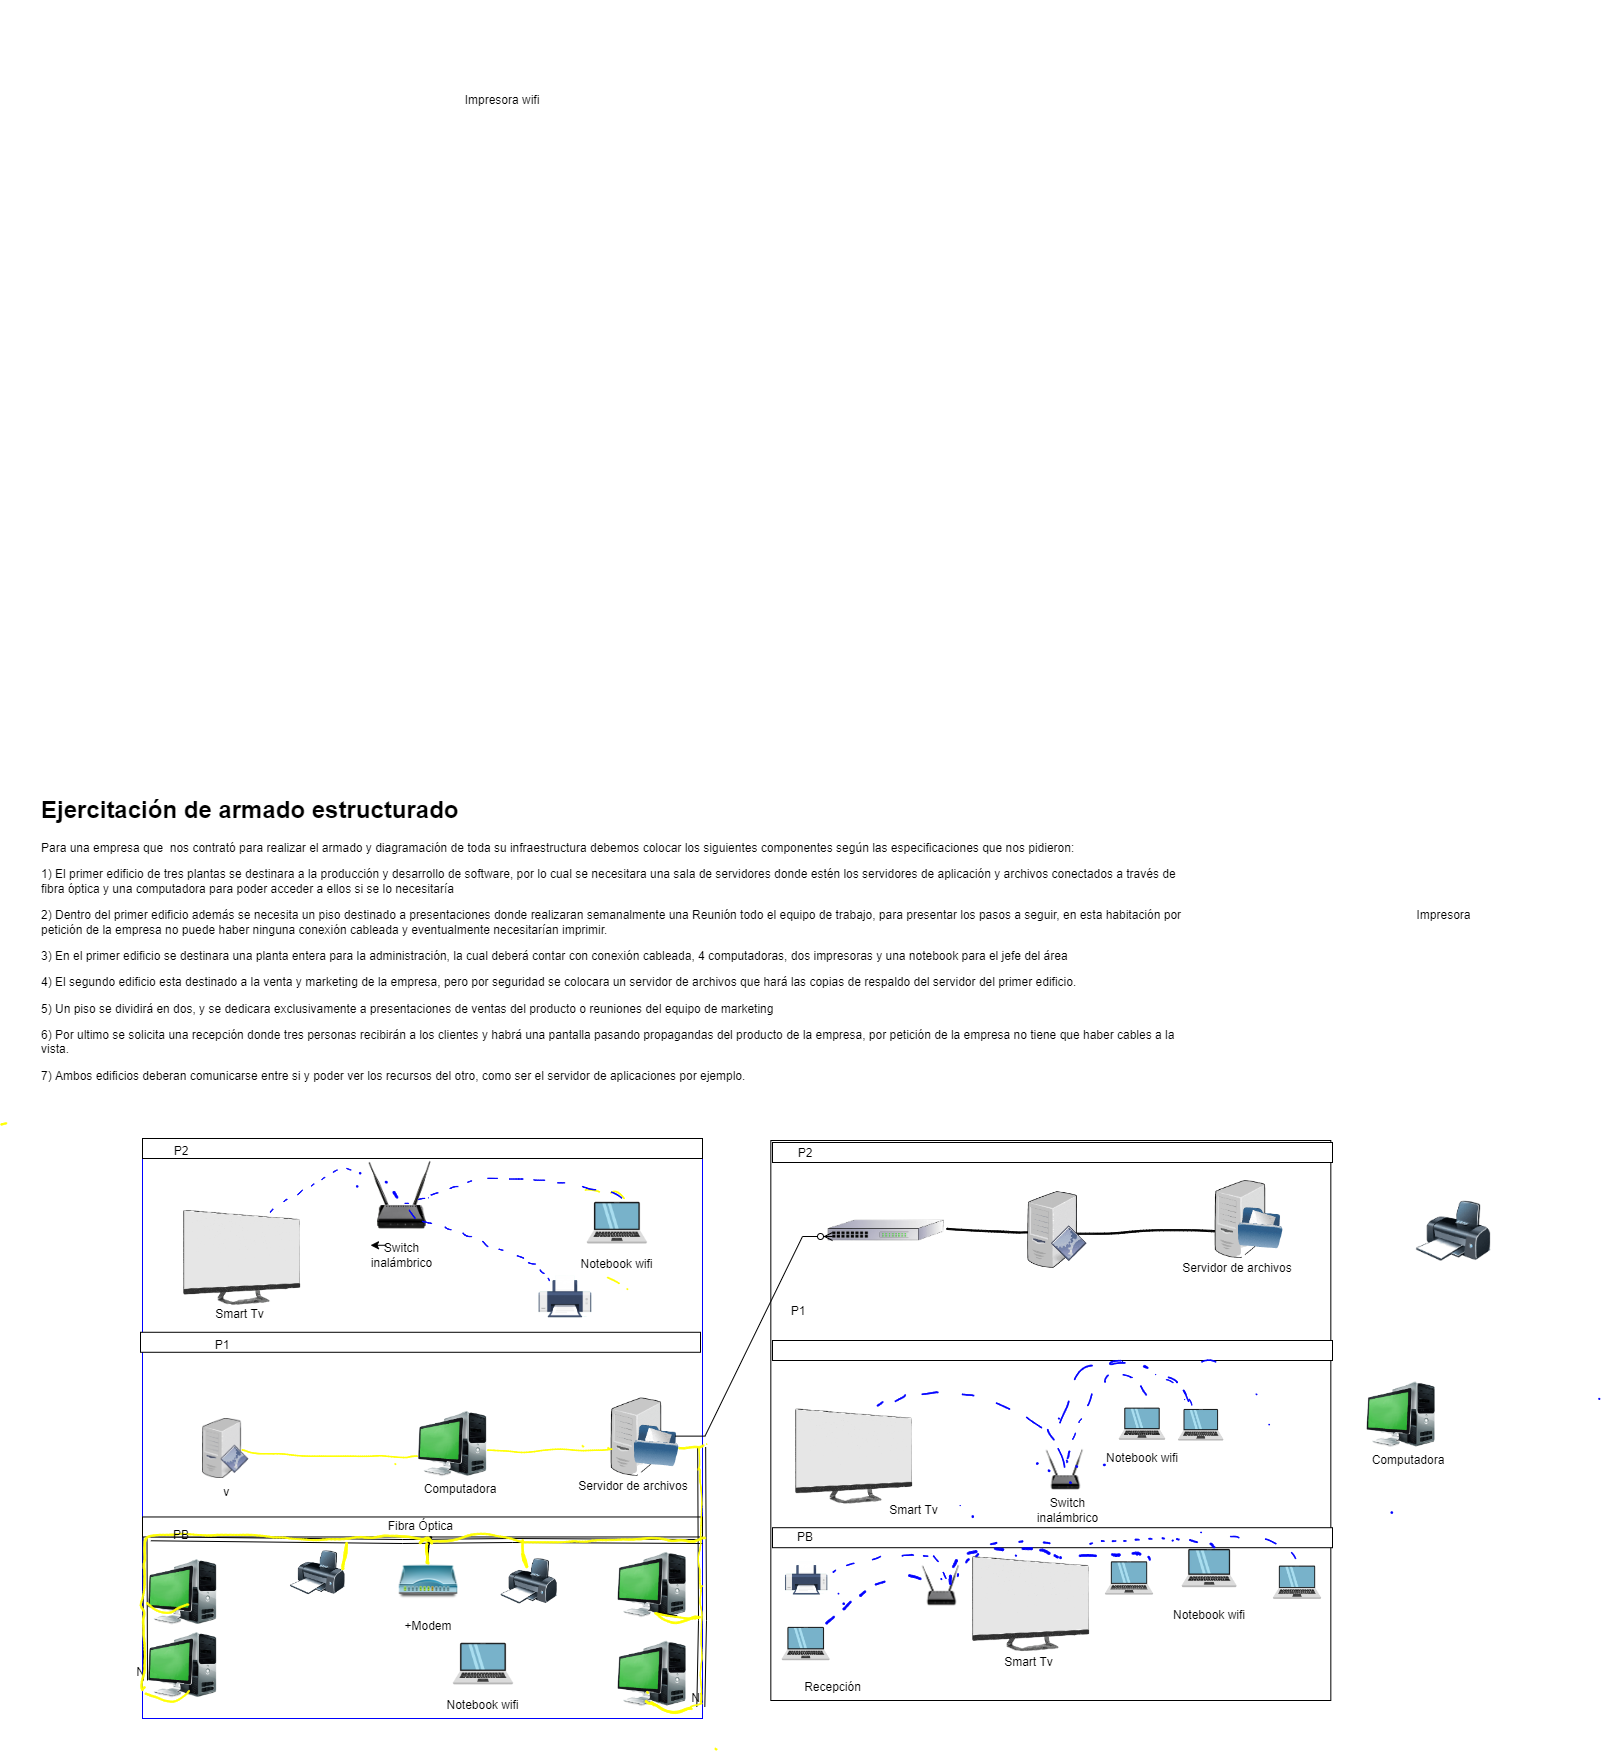 Impresora wifi
Ejercitación de armado estructurado
Para una empresa que  nos contrató para realizar el armado y diagramación de toda su infraestructura debemos colocar los siguientes componentes según las especificaciones que nos pidieron:
1) El primer edificio de tres plantas se destinara a la producción y desarrollo de software, por lo cual se necesitara una sala de servidores donde estén los servidores de aplicación y archivos conectados a través de
fibra óptica y una computadora para poder acceder a ellos si se lo necesitaría
2) Dentro del primer edificio además se necesita un piso destinado a presentaciones donde realizaran semanalmente una Reunión todo el equipo de trabajo, para presentar los pasos a seguir, en esta habitación por
petición de la empresa no puede haber ninguna conexión cableada y eventualmente necesitarían imprimir.
Impresora
3) En el primer edificio se destinara una planta entera para la administración, la cual deberá contar con conexión cableada, 4 computadoras, dos impresoras y una notebook para el jefe del área
4) El segundo edificio esta destinado a la venta y marketing de la empresa, pero por seguridad se colocara un servidor de archivos que hará las copias de respaldo del servidor del primer edificio.
5) Un piso se dividirá en dos, y se dedicara exclusivamente a presentaciones de ventas del producto o reuniones del equipo de marketing
6) Por ultimo se solicita una recepción donde tres personas recibirán a los clientes y habrá una pantalla pasando propagandas del producto de la empresa, por petición de la empresa no tiene que haber cables a la
vista.
7) Ambos edificios deberan comunicarse entre si y poder ver los recursos del otro, como ser el servidor de aplicaciones por ejemplo.
P2
Switch
inalámbrico
Notebook wifi
Smart Tv
P1
v
Computadora
Servidor de archivos
Fibra Óptica
PB
+Modem
N
Notebook wifi
N
P2
Servidor de archivos
P1
Notebook wifi
Smart Tv
Switch
inalámbrico
Computadora
PB
Notebook wifi
Smart Tv
Recepción